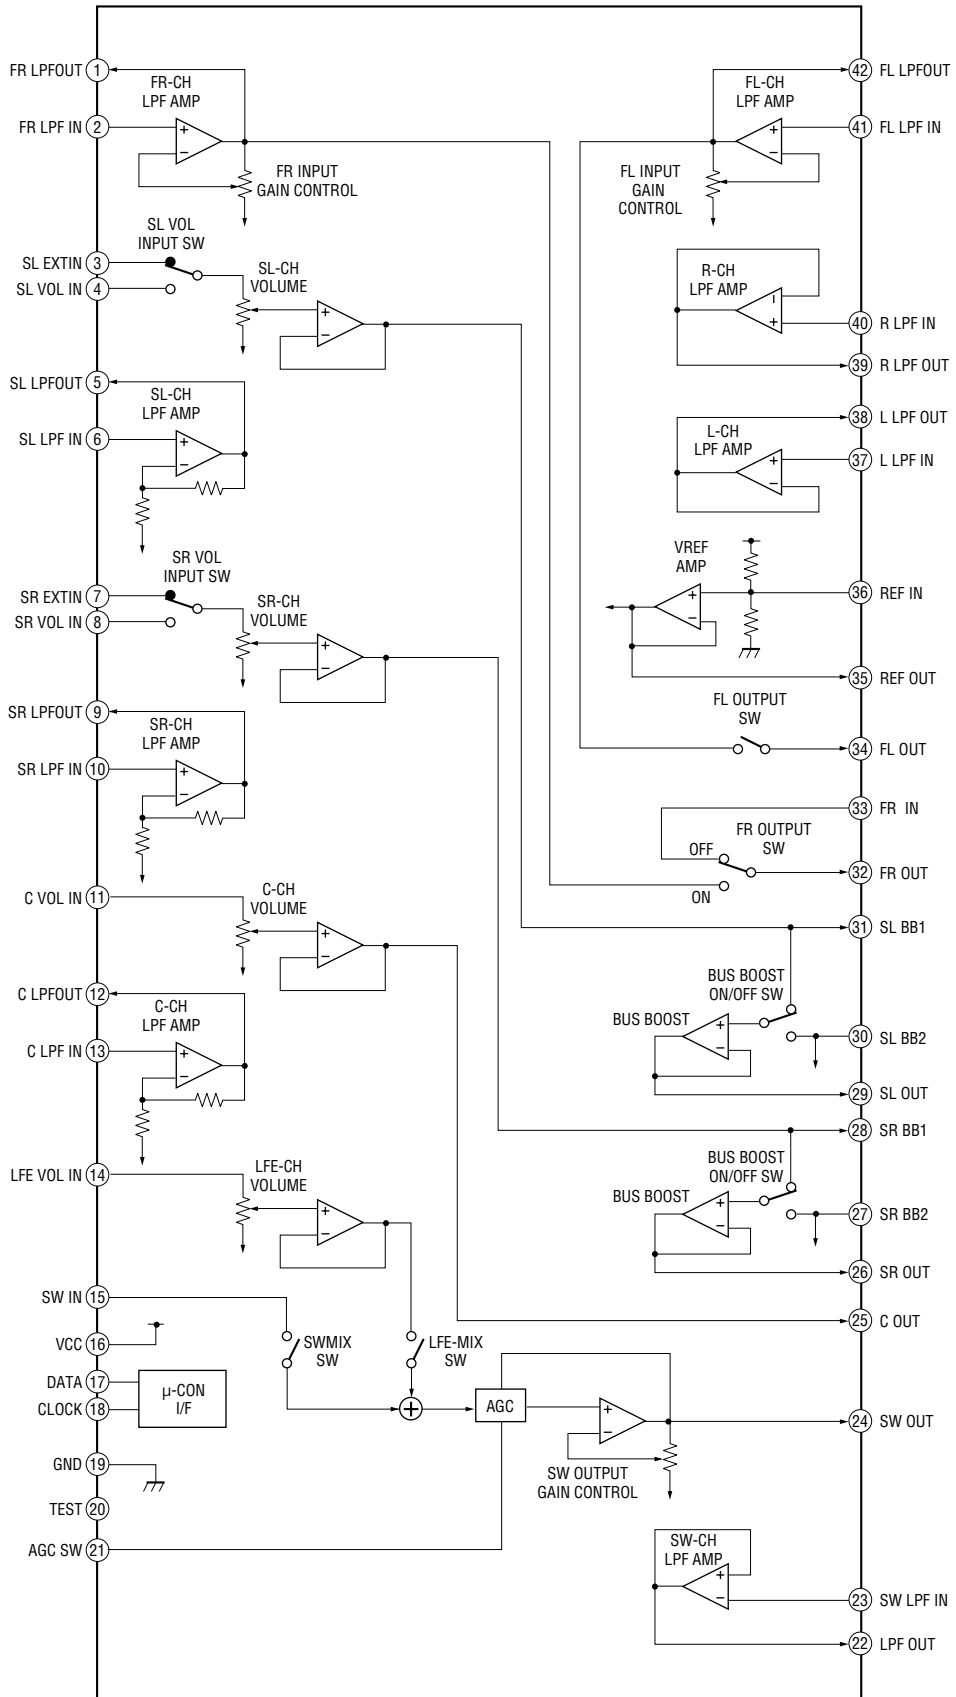 FR LPFOUT 1
FR-CH
LPF AMP
FR LPF IN 2
+
−
FR INPUT
GAIN CONTROL
SL VOL
INPUT SW
SL EXTIN 3
SL VOL IN 4
SL-CH
VOLUME
+
−
SL LPFOUT 5
SL-CH
LPF AMP
SL LPF IN 6
+
−
SR VOL
INPUT SW
SR EXTIN 7
SR VOL IN 8
SR-CH
VOLUME
+
−
SR LPFOUT 9
SR-CH
LPF AMP
SR LPF IN 10
+
−
C VOL IN 11
C-CH
VOLUME
+
−
C LPFOUT 12
C-CH
LPF AMP
C LPF IN 13
+
−
LFE VOL IN 14
LFE-CH
VOLUME
+
−
SW IN 15
SWMIX
SW
LFE-MIX
SW
VCC 16
DATA 17
CLOCK 18
μ-CON
I/F
+
AGC
+
−
SW OUTPUT
GAIN CONTROL
GND 19
TEST 20
AGC SW 21
42 FL LPFOUT
FL-CH
LPF AMP
41 FL LPF IN
+
−
FL INPUT
GAIN
CONTROL
R-CH
LPF AMP
−
+
40 R LPF IN
39 R LPF OUT
38 L LPF OUT
L-CH
LPF AMP
37 L LPF IN
+
−
VREF
AMP
+
−
36 REF IN
35 REF OUT
FL OUTPUT
SW
34 FL OUT
33 FR IN
FR OUTPUT
SW
OFF
32 FR OUT
ON
31 SL BB1
BUS BOOST
ON/OFF SW
BUS BOOST
+
−
30 SL BB2
29 SL OUT
28 SR BB1
BUS BOOST
ON/OFF SW
BUS BOOST
+
−
27 SR BB2
26 SR OUT
25 C OUT
24 SW OUT
SW-CH
LPF AMP
+
−
23 SW LPF IN
22 LPF OUT